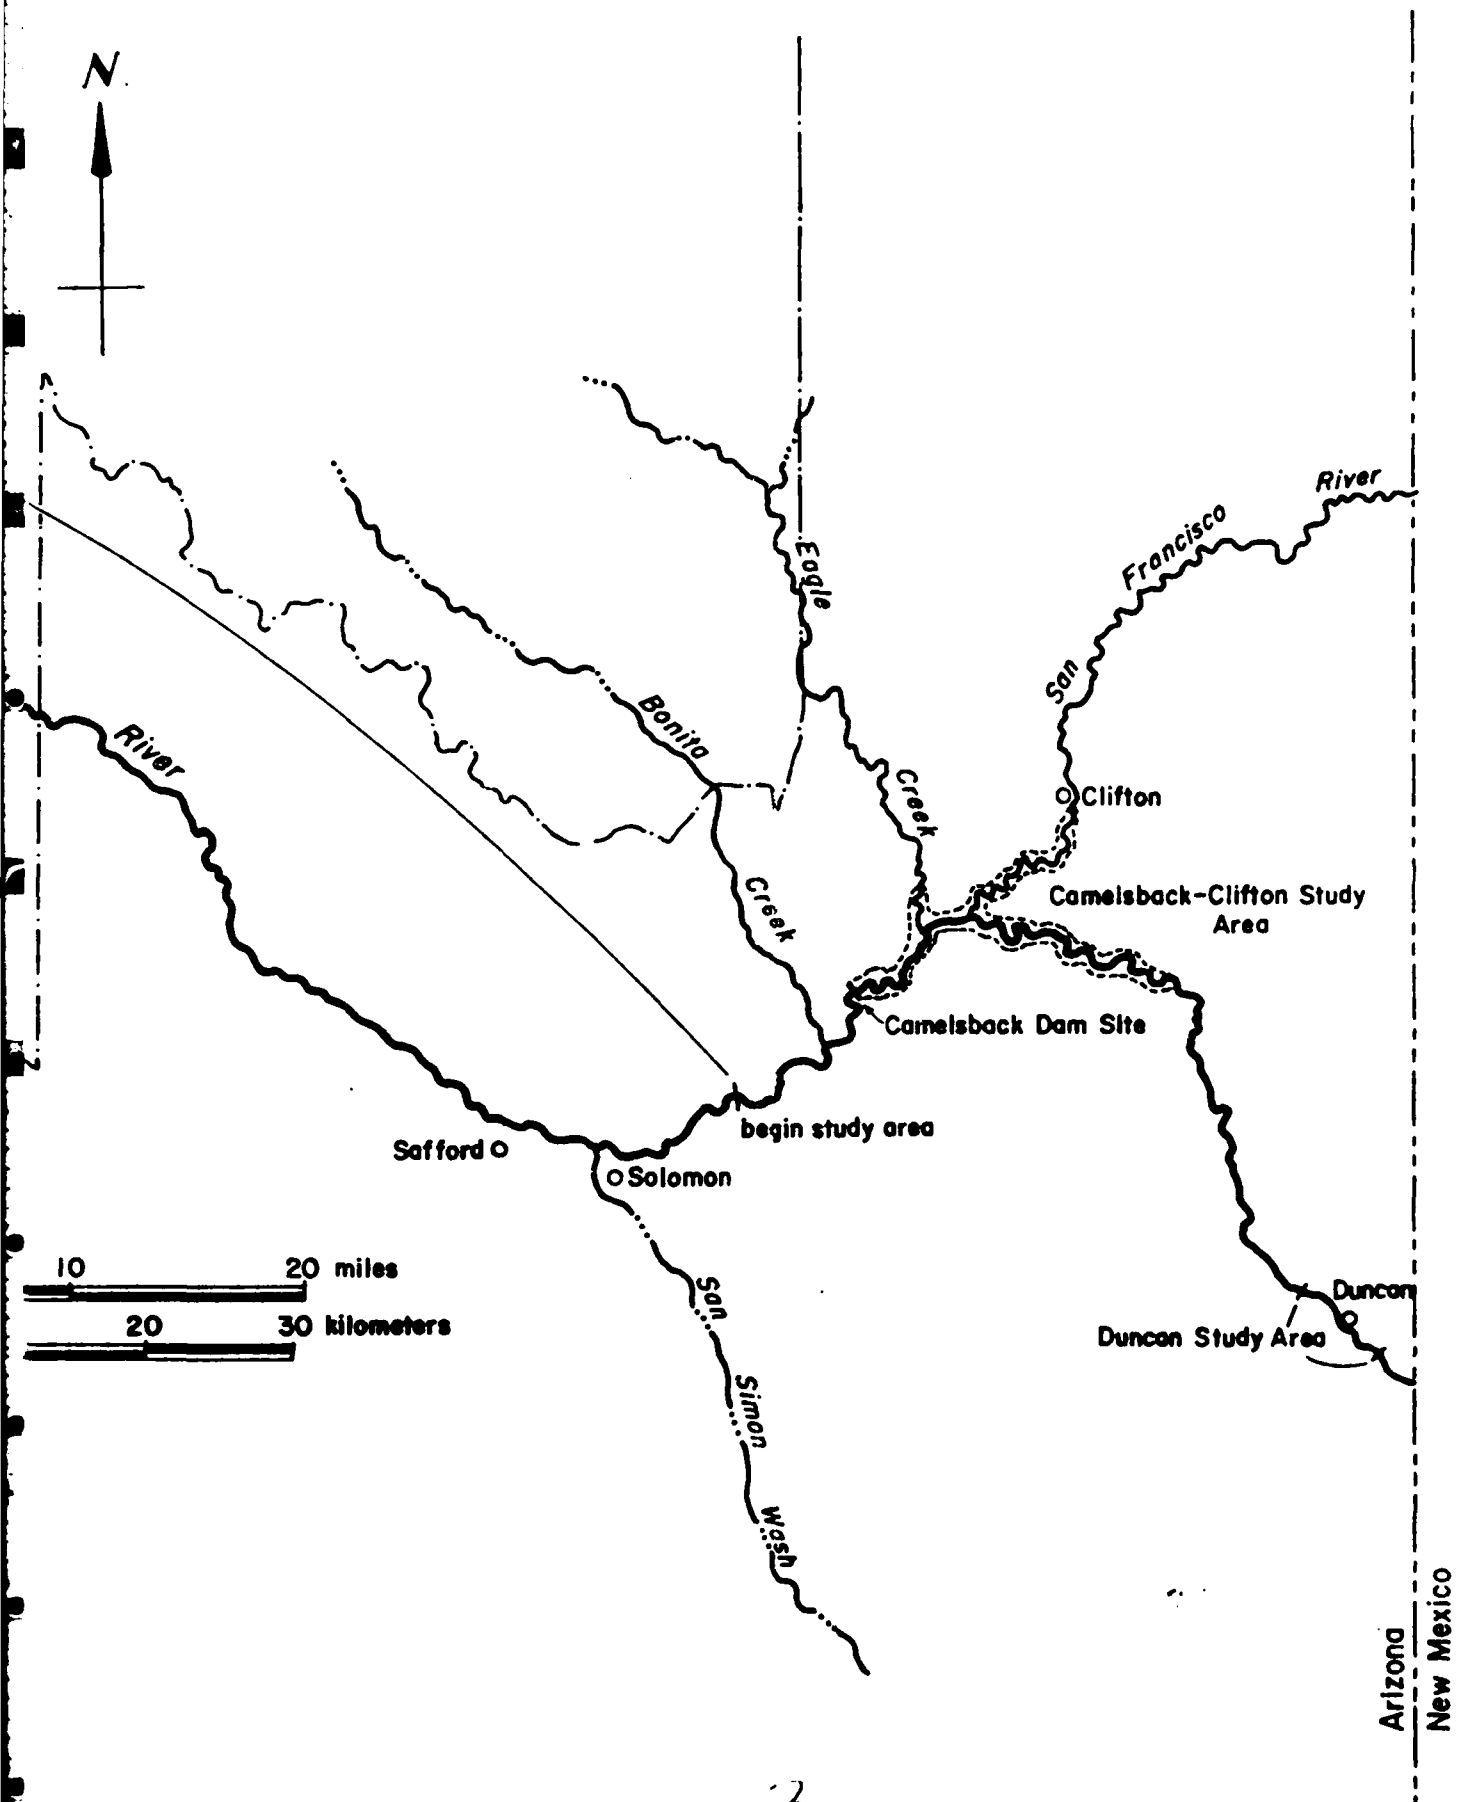 N
River
Francisco
San
Eagle
Creek
River
Bonita
Creek
Clifton
Camelsback-Clifton Study
Area
Camelsback Dam Site
begin study area
Safford
Solomon
10 20 miles
20 30 kilometers
San
Simon
Wash
Duncan
Duncan Study Area
Arizona
New Mexico
2